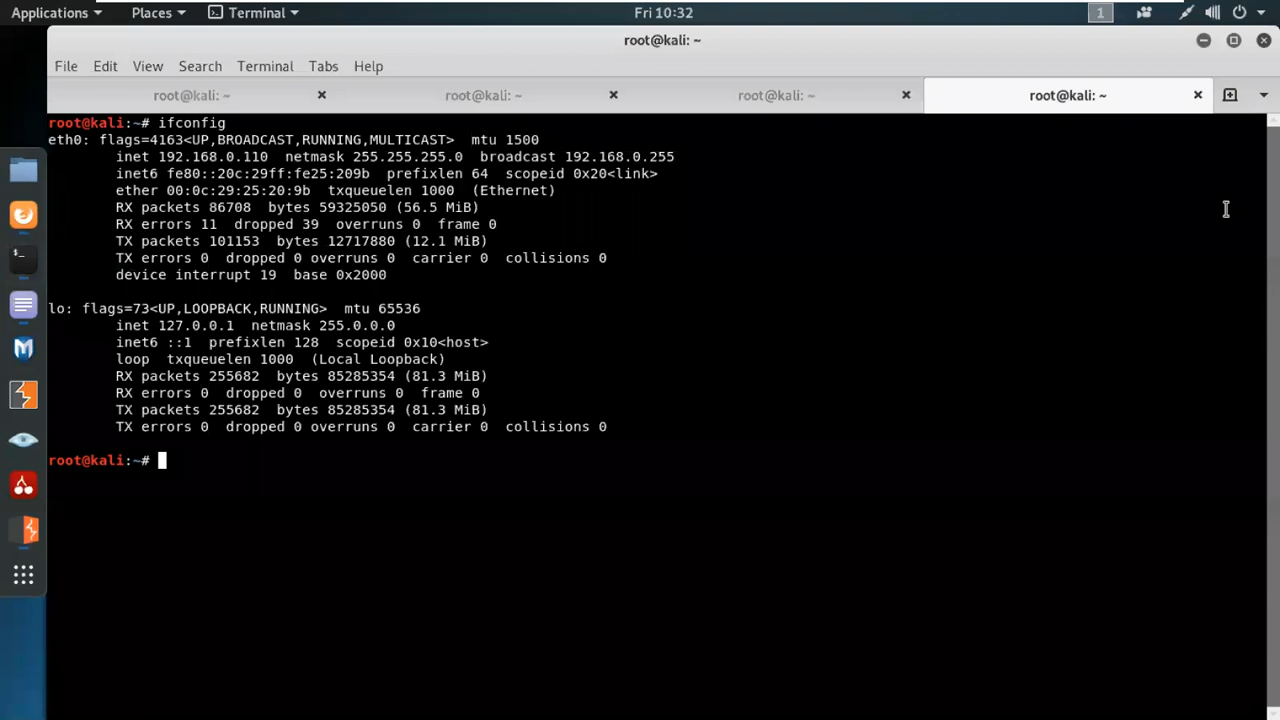 Applications Places Terminal Fri 10:32 1
root@kali: ~
File Edit View Search Terminal Tabs Help
root@kali: ~ root@kali: ~ root@kali: ~ root@kali: ~
root@kali:~# ifconfig
eth0: flags=4163<UP,BROADCAST,RUNNING,MULTICAST>  mtu 1500
        inet 192.168.0.110  netmask 255.255.255.0  broadcast 192.168.0.255
        inet6 fe80::20c:29ff:fe25:209b  prefixlen 64  scopeid 0x20<link>
        ether 00:0c:29:25:20:9b  txqueuelen 1000  (Ethernet)
        RX packets 86708  bytes 59325050 (56.5 MiB)
        RX errors 11  dropped 39  overruns 0  frame 0
        TX packets 101153  bytes 12717880 (12.1 MiB)
        TX errors 0  dropped 0 overruns 0  carrier 0  collisions 0
        device interrupt 19  base 0x2000
lo: flags=73<UP,LOOPBACK,RUNNING>  mtu 65536
        inet 127.0.0.1  netmask 255.0.0.0
        inet6 ::1  prefixlen 128  scopeid 0x10<host>
        loop  txqueuelen 1000  (Local Loopback)
        RX packets 255682  bytes 85285354 (81.3 MiB)
        RX errors 0  dropped 0  overruns 0  frame 0
        TX packets 255682  bytes 85285354 (81.3 MiB)
        TX errors 0  dropped 0 overruns 0  carrier 0  collisions 0
root@kali:~#